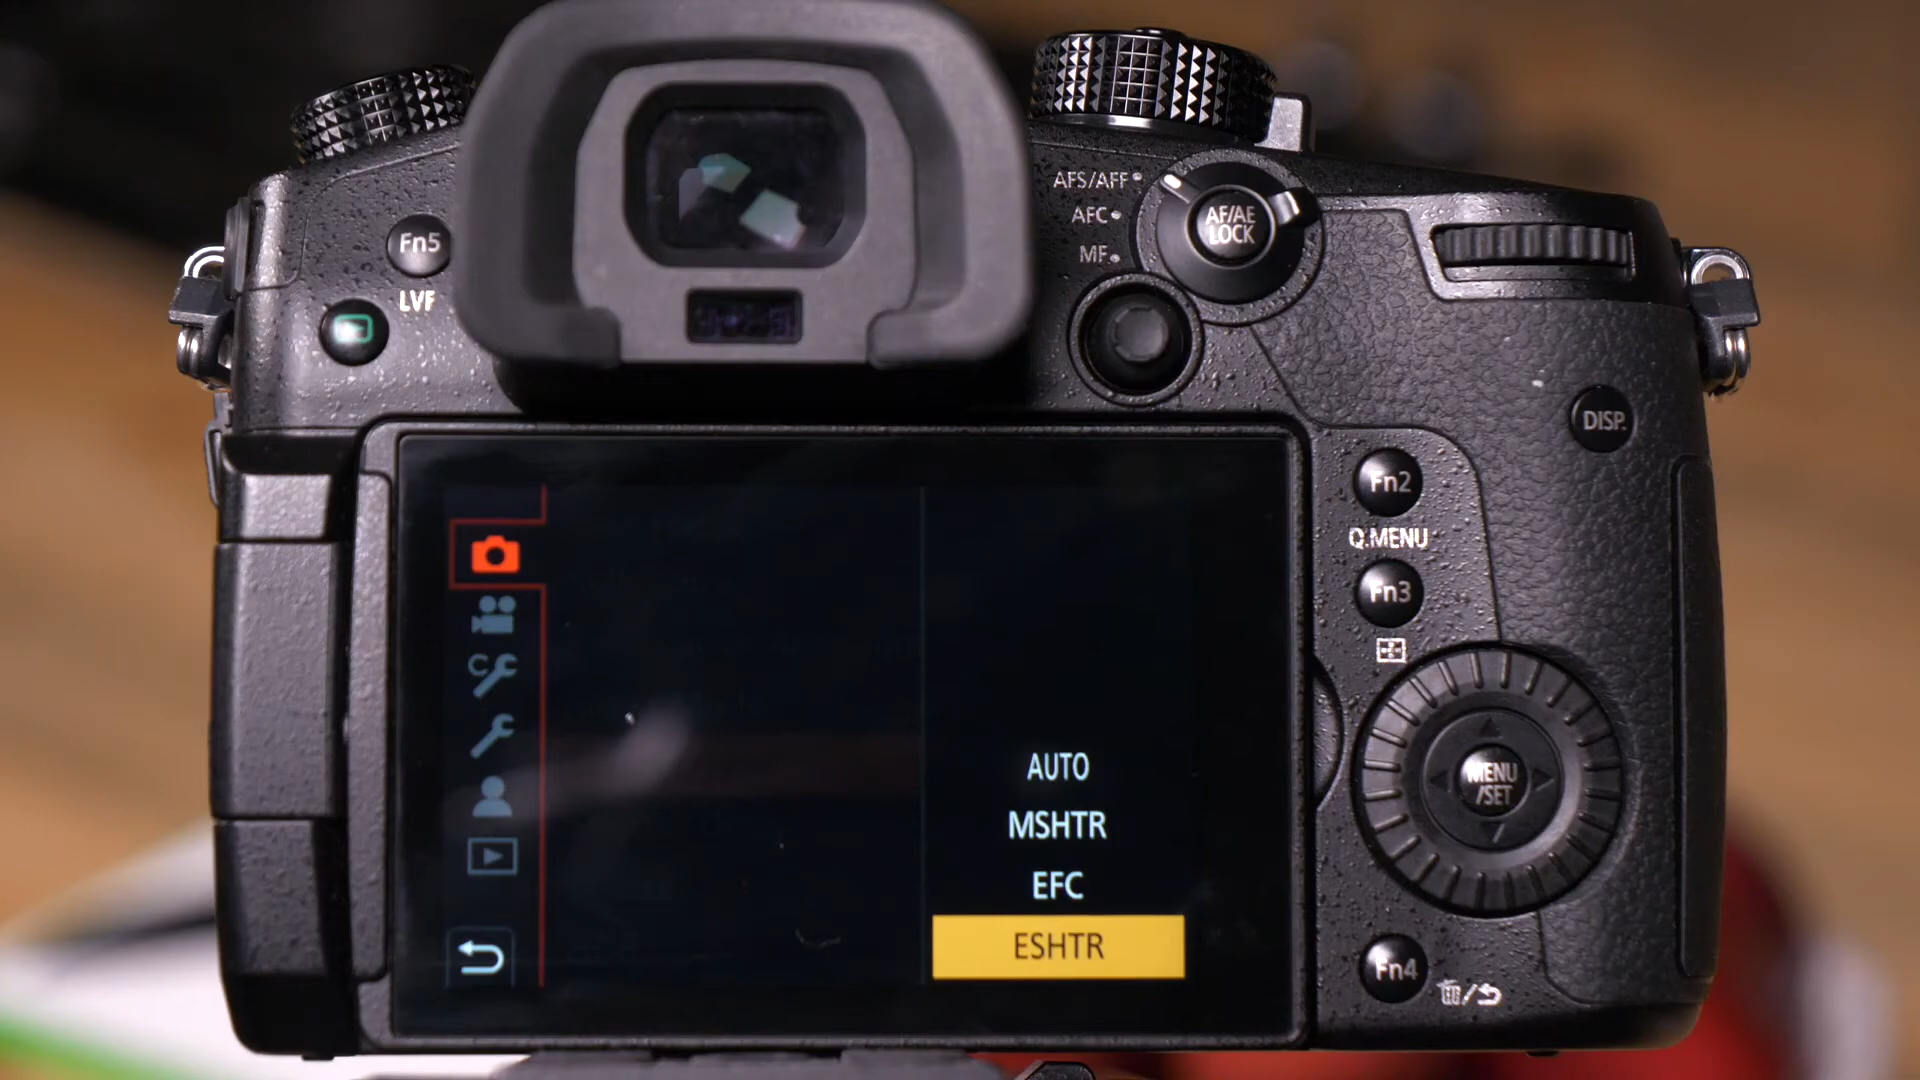 AFS/AFF
AFC
MF
AF/AE
LOCK
Fn5
LVF
DISP.
Fn2
Q.MENU
Fn3
MENU
/SET
Fn4
AUTO
MSHTR
EFC
ESHTR
C